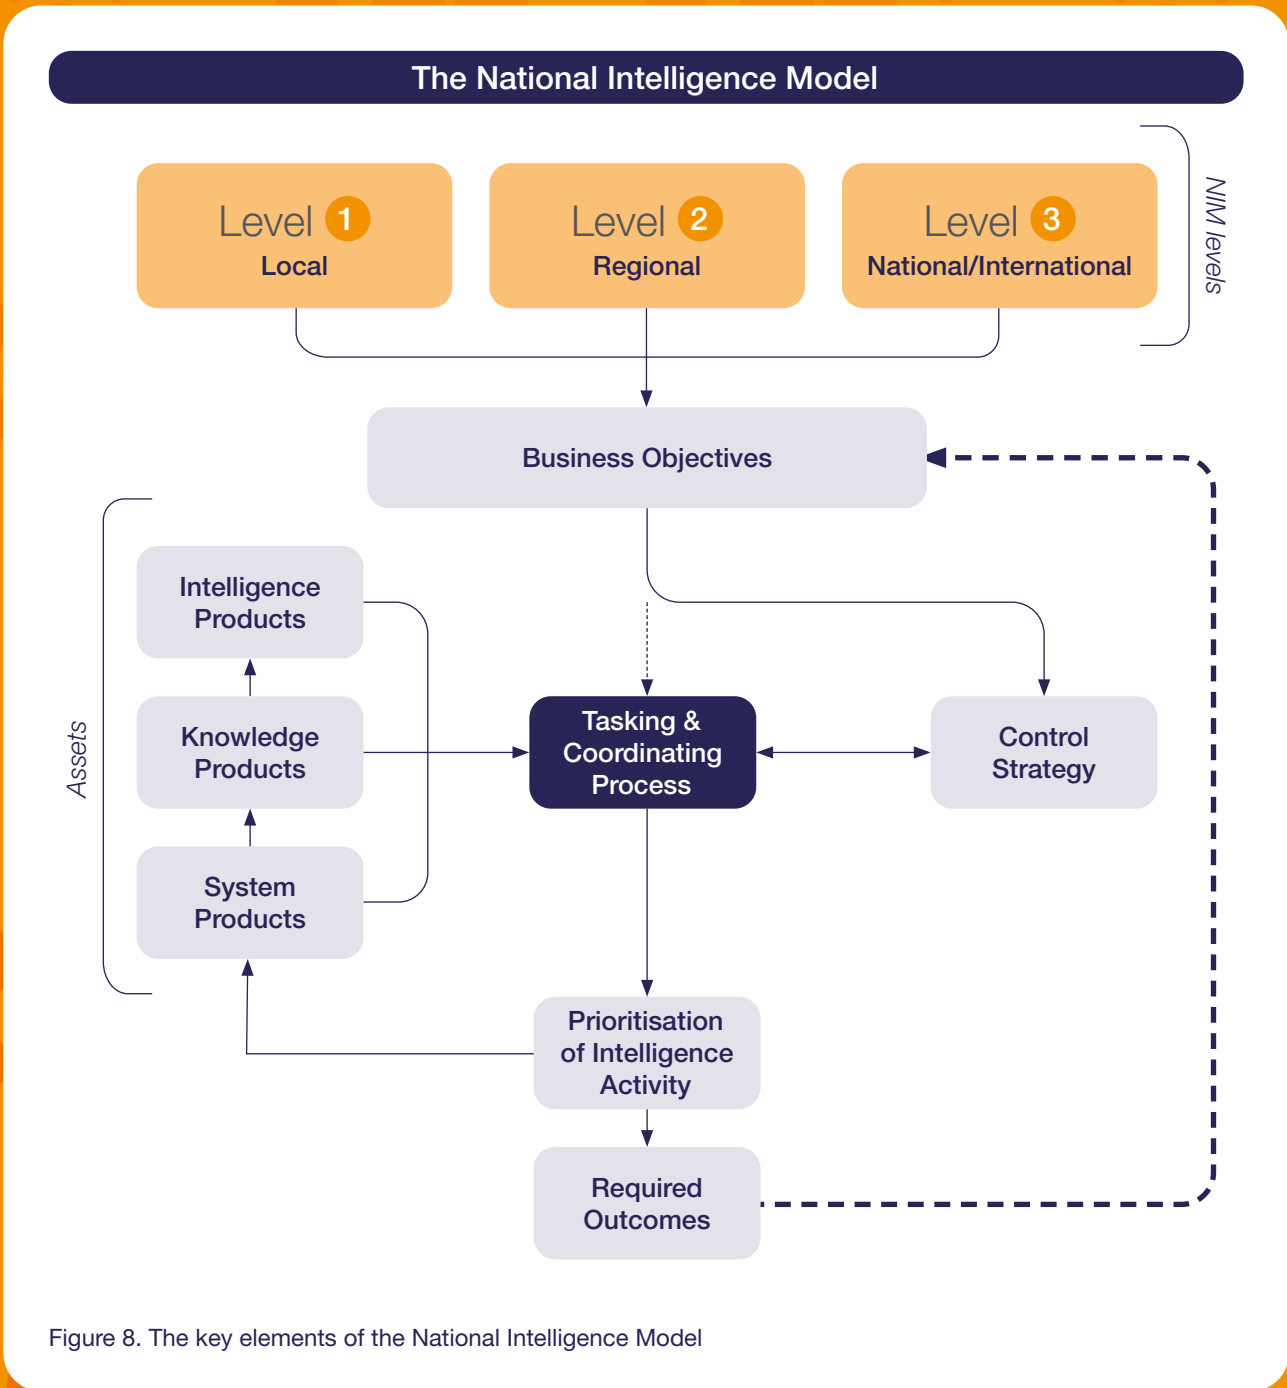 The National Intelligence Model
Level 1
Local
Level 2
Regional
Level 3
National/International
NIM levels
Business Objectives
Assets
Intelligence
Products
Knowledge
Products
System
Products
Tasking &
Coordinating
Process
Control
Strategy
Prioritisation
of Intelligence
Activity
Required
Outcomes
Figure 8. The key elements of the National Intelligence Model